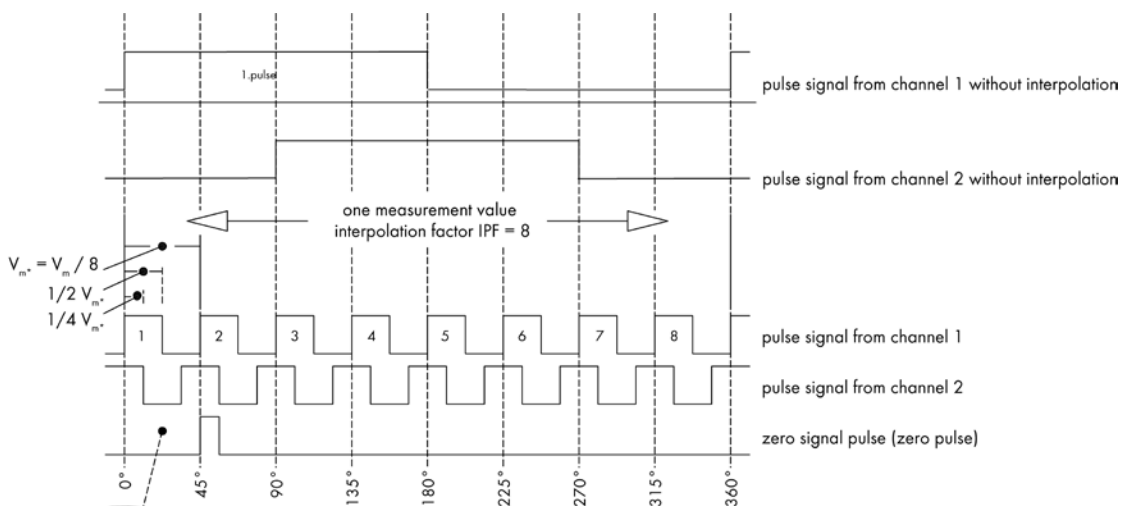 1.pulse
pulse signal from channel 1 without interpolation
pulse signal from channel 2 without interpolation
one measurement value
interpolation factor IPF = 8
Vm* = Vm / 8
1/2 Vm*
1/4 Vm*
1 2 3 4 5 6 7 8
pulse signal from channel 1
pulse signal from channel 2
zero signal pulse (zero pulse)
0° 45° 90° 135° 180° 225° 270° 315° 360°